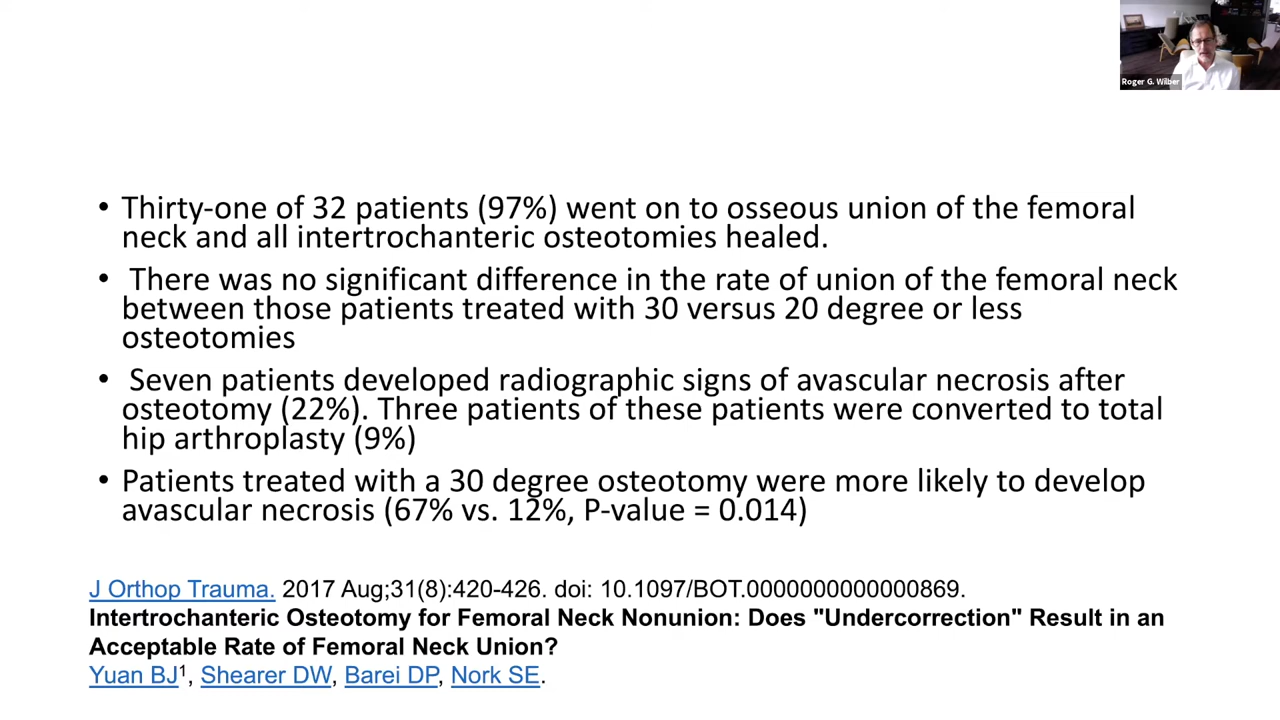 Roger G. Wilber
• Thirty-one of 32 patients (97%) went on to osseous union of the femoral
neck and all intertrochanteric osteotomies healed.
• There was no significant difference in the rate of union of the femoral neck
between those patients treated with 30 versus 20 degree or less
osteotomies
• Seven patients developed radiographic signs of avascular necrosis after
osteotomy (22%). Three patients of these patients were converted to total
hip arthroplasty (9%)
• Patients treated with a 30 degree osteotomy were more likely to develop
avascular necrosis (67% vs. 12%, P-value = 0.014)
J Orthop Trauma. 2017 Aug;31(8):420-426. doi: 10.1097/BOT.0000000000000869.
Intertrochanteric Osteotomy for Femoral Neck Nonunion: Does "Undercorrection" Result in an
Acceptable Rate of Femoral Neck Union?
Yuan BJ¹, Shearer DW, Barei DP, Nork SE.